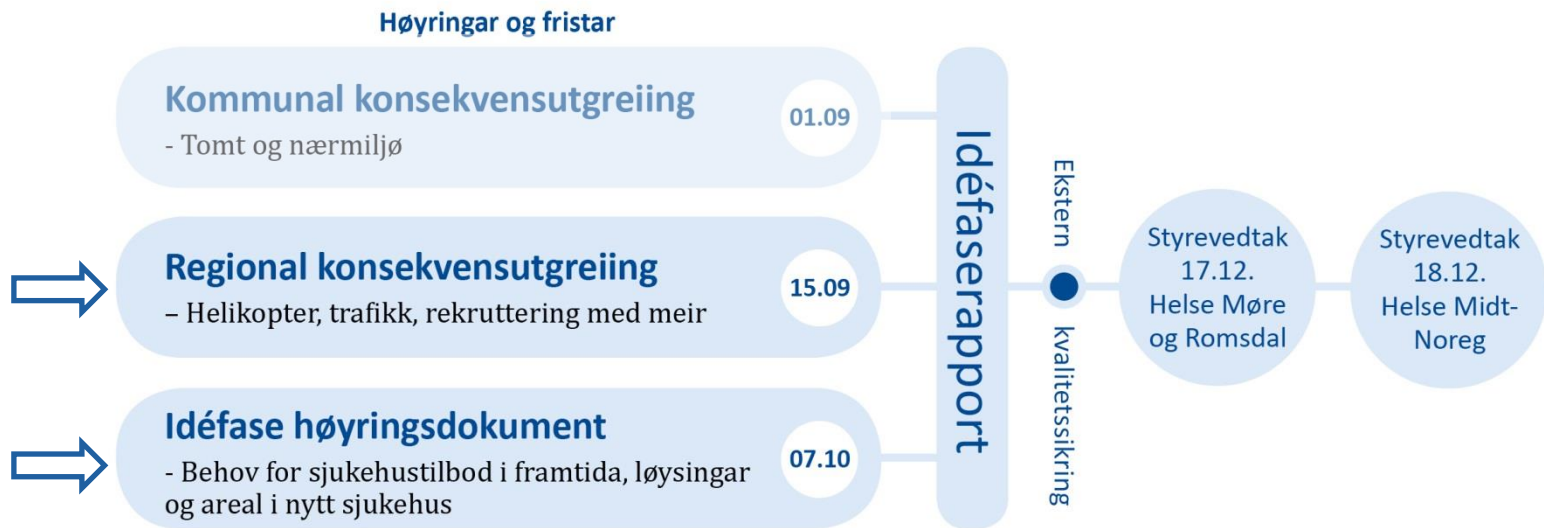 Høyringar og fristar
Kommunal konsekvensutgreiing
- Tomt og nærmiljø
01.09
Regional konsekvensutgreiing
– Helikopter, trafikk, rekruttering med meir
15.09
Idéfase høyringsdokument
- Behov for sjukehustilbod i framtida, løysingar
og areal i nytt sjukehus
07.10
Idéfaserapport
Ekstern
kvalitetssikring
Styrevedtak
17.12.
Helse Møre
og Romsdal
Styrevedtak
18.12.
Helse Midt-
Noreg